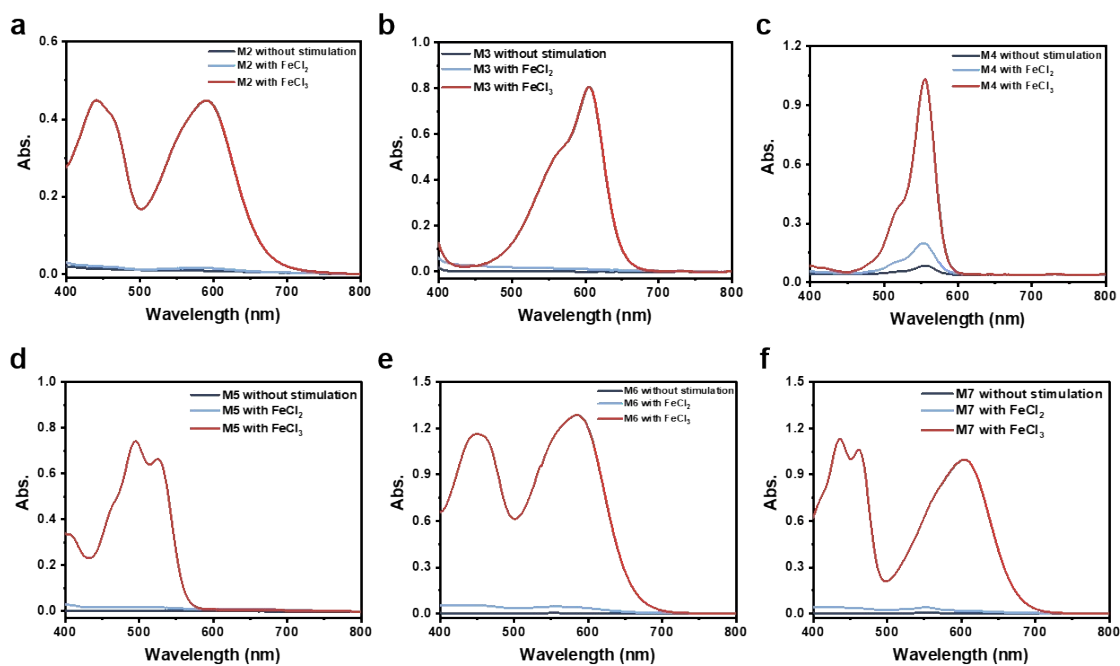 a
0.6
0.4
0.2
0.0
Abs.
M2 without stimulation
M2 with FeCl₂
M2 with FeCl₃
400 500 600 700 800
Wavelength (nm)
b
1.0
0.8
0.6
0.4
0.2
0.0
Abs.
M3 without stimulation
M3 with FeCl₂
M3 with FeCl₃
400 500 600 700 800
Wavelength (nm)
c
1.2
0.9
0.6
0.3
0.0
Abs.
M4 without stimulation
M4 with FeCl₂
M4 with FeCl₃
400 500 600 700 800
Wavelength (nm)
d
1.0
0.8
0.6
0.4
0.2
0.0
Abs.
M5 without stimulation
M5 with FeCl₂
M5 with FeCl₃
400 500 600 700 800
Wavelength (nm)
e
1.5
1.2
0.9
0.6
0.3
0.0
Abs.
M6 without stimulation
M6 with FeCl₂
M6 with FeCl₃
400 500 600 700 800
Wavelength (nm)
f
1.5
1.2
0.9
0.6
0.3
0.0
Abs.
M7 without stimulation
M7 with FeCl₂
M7 with FeCl₃
400 500 600 700 800
Wavelength (nm)